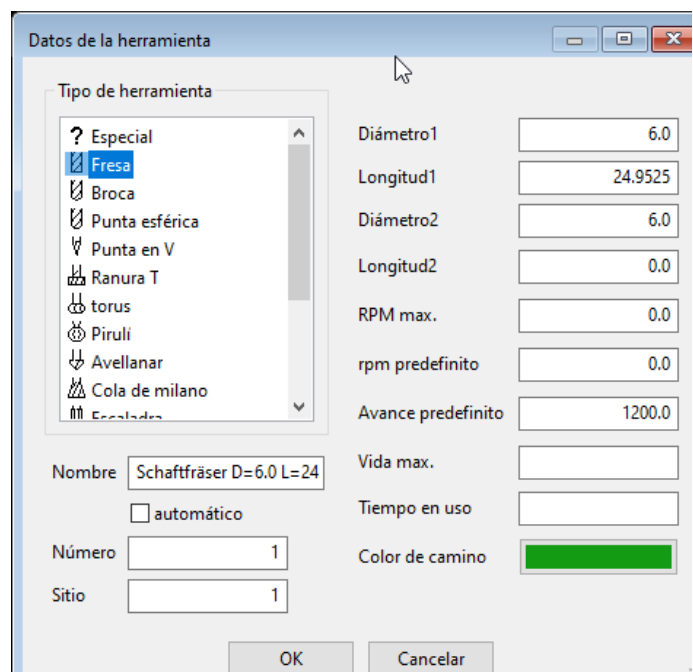 Datos de la herramienta
Tipo de herramienta
? Especial
Fresa
Broca
Punta esférica
Punta en V
Ranura T
torus
Pirulí
Avellanar
Cola de milano
Escaladra
Nombre Schaftfräser D=6.0 L=24
automático
Número 1
Sitio 1
Diámetro1 6.0
Longitud1 24.9525
Diámetro2 6.0
Longitud2 0.0
RPM max. 0.0
rpm predefinito 0.0
Avance predefinito 1200.0
Vida max.
Tiempo en uso
Color de camino
OK Cancelar